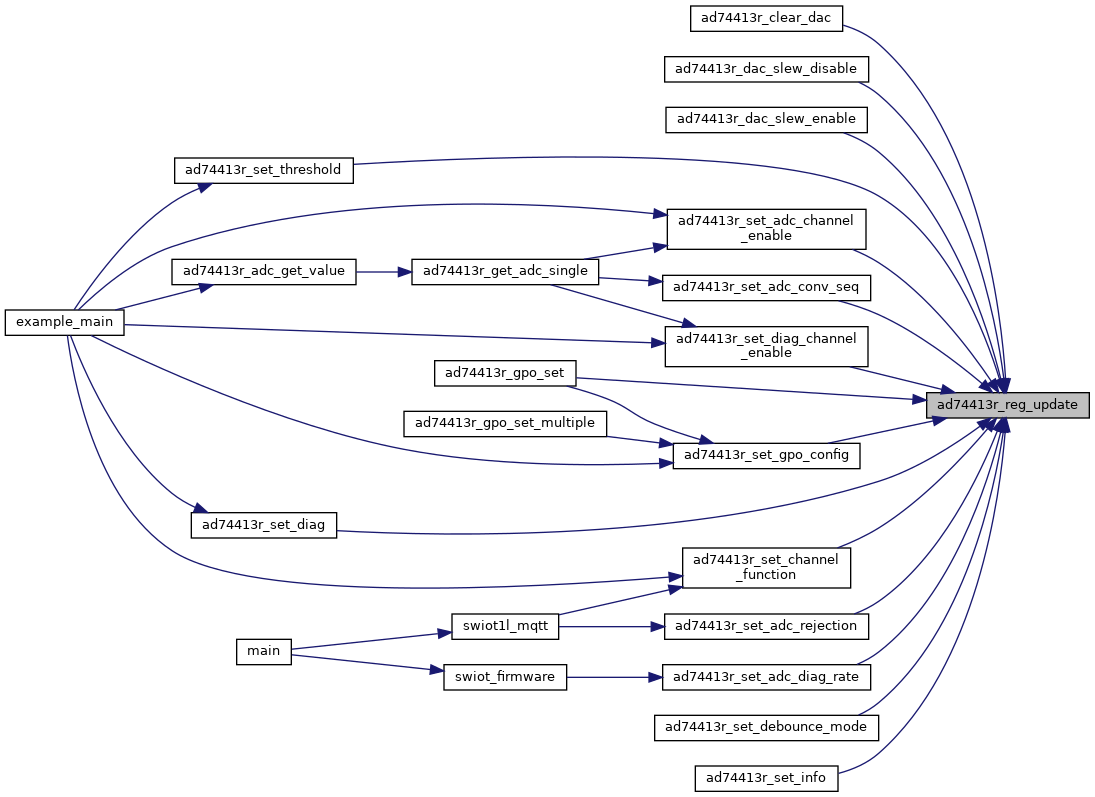 ad74413r_clear_dac
ad74413r_dac_slew_disable
ad74413r_dac_slew_enable
ad74413r_set_threshold
ad74413r_set_adc_channel
_enable
ad74413r_adc_get_value
ad74413r_get_adc_single
ad74413r_set_adc_conv_seq
example_main
ad74413r_set_diag_channel
_enable
ad74413r_gpo_set
ad74413r_reg_update
ad74413r_gpo_set_multiple
ad74413r_set_gpo_config
ad74413r_set_diag
ad74413r_set_channel
_function
swiot1l_mqtt
ad74413r_set_adc_rejection
main
swiot_firmware
ad74413r_set_adc_diag_rate
ad74413r_set_debounce_mode
ad74413r_set_info